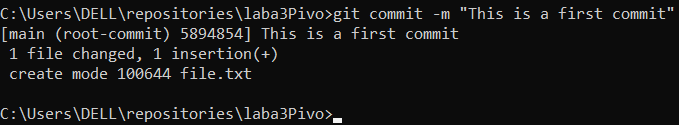 C:\Users\DELL\repositories\laba3Pivo>git commit -m "This is a first commit"
[main (root-commit) 5894854] This is a first commit
 1 file changed, 1 insertion(+)
 create mode 100644 file.txt
C:\Users\DELL\repositories\laba3Pivo>_